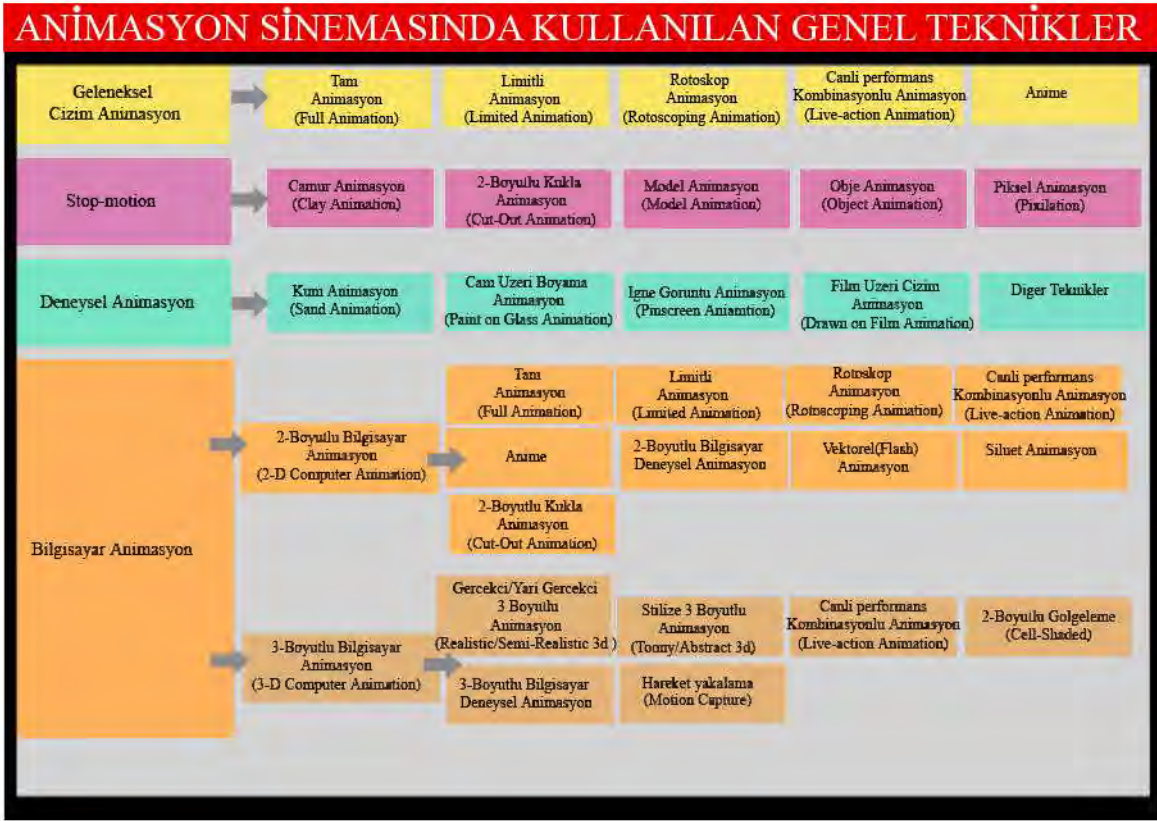 ANİMASYON SİNEMASINDA KULLANILAN GENEL TEKNİKLER
Geleneksel
Cizim Animasyon
Tam
Animasyon
(Full Animation)
Limitli
Animasyon
(Limited Animation)
Rotoskop
Animasyon
(Rotoscoping Animation)
Canli performans
Kombinasyonlu Animasyon
(Live-action Animation)
Anime
Stop-motion
Camur Animasyon
(Clay Animation)
2-Boyutlu Kukla
Animasyon
(Cut-Out Animation)
Model Animasyon
(Model Animation)
Obje Animasyon
(Object Animation)
Piksel Animasyon
(Pixilation)
Deneysel Animasyon
Kum Animasyon
(Sand Animation)
Cam Uzeri Boyama
Animasyon
(Paint on Glass Animation)
Igne Goruntu Animasyon
(Pinscreen Aniamtion)
Film Uzeri Cizim
Animasyon
(Drawn on Film Animation)
Diger Teknikler
Bilgisayar Animasyon
2-Boyutlu Bilgisayar
Animasyon
(2-D Computer Animation)
Tam
Animasyon
(Full Animation)
Limitli
Animasyon
(Limited Animation)
Rotoskop
Animasyon
(Rotoscoping Animation)
Canli performans
Kombinasyonlu Animasyon
(Live-action Animation)
Anime
2-Boyutlu Bilgisayar
Deneysel Animasyon
Vektorel(Flash)
Animasyon
Siluet Animasyon
2-Boyutlu Kukla
Animasyon
(Cut-Out Animation)
3-Boyutlu Bilgisayar
Animasyon
(3-D Computer Animation)
Gercekci/Yari Gercekci
3 Boyutlu
Animasyon
(Realistic/Semi-Realistic 3d )
Stilize 3 Boyutlu
Animasyon
(Toony/Abstract 3d)
Canli performans
Kombinasyonlu Animasyon
(Live-action Animation)
2-Boyutlu Golgeleme
(Cell-Shaded)
3-Boyutlu Bilgisayar
Deneysel Animasyon
Hareket yakalama
(Motion Capture)